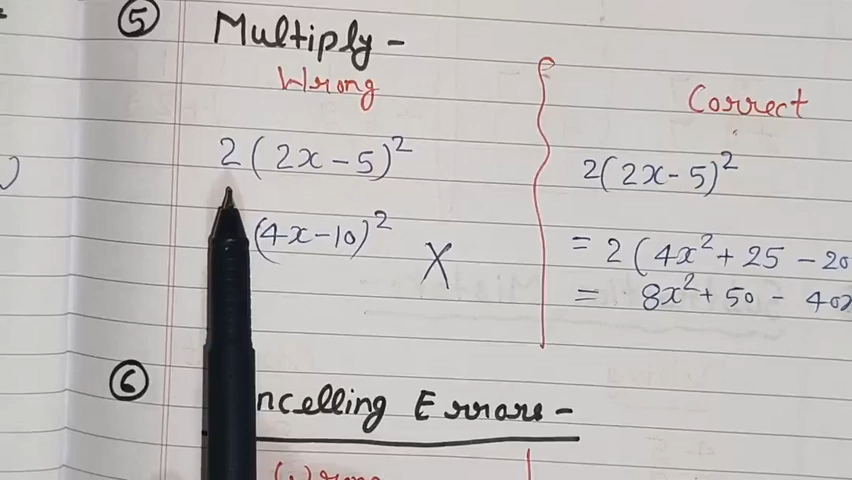 5 Multiply -
Wrong
2(2x-5)²
(4x-10)² X
Correct
2(2x-5)²
= 2(4x²+25-20
= 8x²+50-40x
6 ncelling Errors-